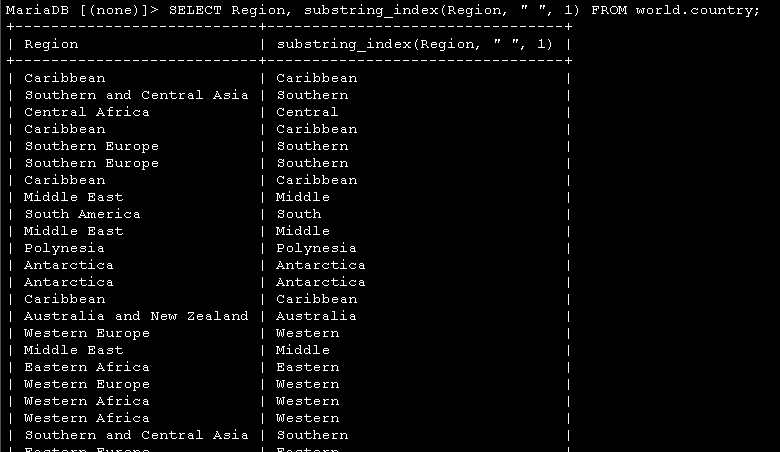 MariaDB [(none)]> SELECT Region, substring_index(Region, " ", 1) FROM world.country;
+---------------------------+---------------------------------+
| Region                    | substring_index(Region, " ", 1) |
+---------------------------+---------------------------------+
| Caribbean                 | Caribbean                       |
| Southern and Central Asia | Southern                        |
| Central Africa            | Central                         |
| Caribbean                 | Caribbean                       |
| Southern Europe           | Southern                        |
| Southern Europe           | Southern                        |
| Caribbean                 | Caribbean                       |
| Middle East               | Middle                          |
| South America             | South                           |
| Middle East               | Middle                          |
| Polynesia                 | Polynesia                       |
| Antarctica                | Antarctica                      |
| Antarctica                | Antarctica                      |
| Caribbean                 | Caribbean                       |
| Australia and New Zealand | Australia                       |
| Western Europe            | Western                         |
| Middle East               | Middle                          |
| Eastern Africa            | Eastern                         |
| Western Europe            | Western                         |
| Western Africa            | Western                         |
| Western Africa            | Western                         |
| Southern and Central Asia | Southern                        |
| Eastern Europe            | Eastern                         |